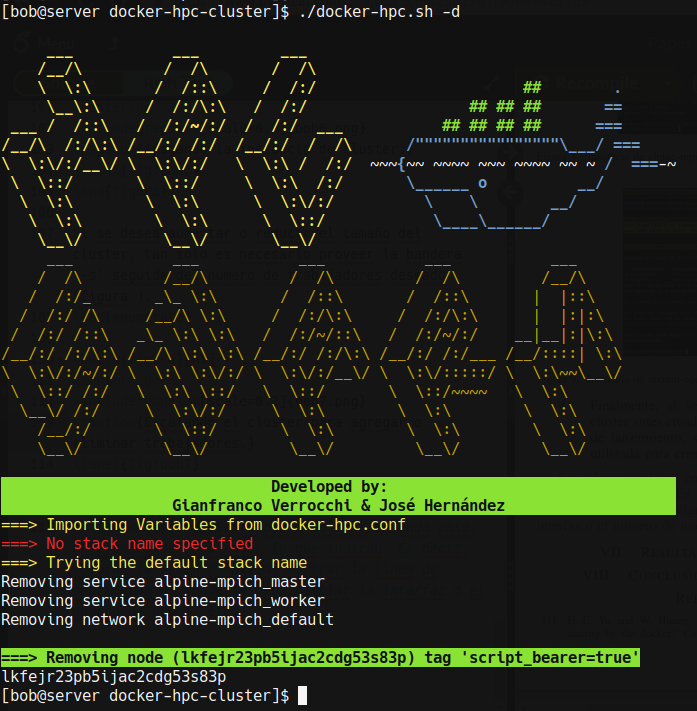 [bob@server docker-hpc-cluster]$ ./docker-hpc.sh -d
Developed by:
Gianfranco Verrocchi & José Hernández
===> Importing Variables from docker-hpc.conf
===> No stack name specified
===> Trying the default stack name
Removing service alpine-mpich_master
Removing service alpine-mpich_worker
Removing network alpine-mpich_default
===> Removing node (lkfejr23pb5ijac2cdg53s83p) tag 'script_bearer=true'
lkfejr23pb5ijac2cdg53s83p
[bob@server docker-hpc-cluster]$